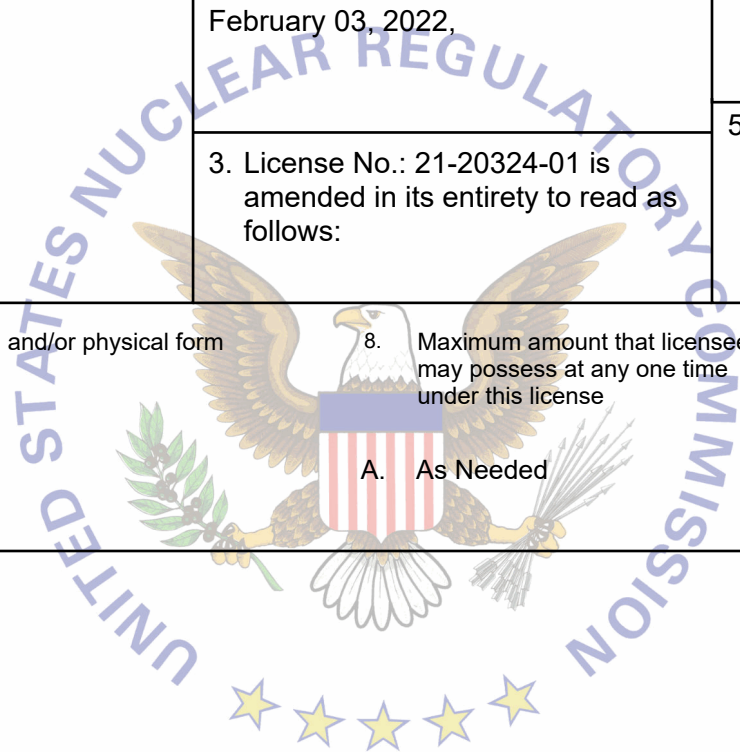 February 03, 2022,
5
3. License No.: 21-20324-01 is
amended in its entirety to read as
follows:
and/or physical form
8. Maximum amount that licensee
may possess at any one time
under this license
A. As Needed
UNITED STATES NUCLEAR REGULATORY COMMISSION